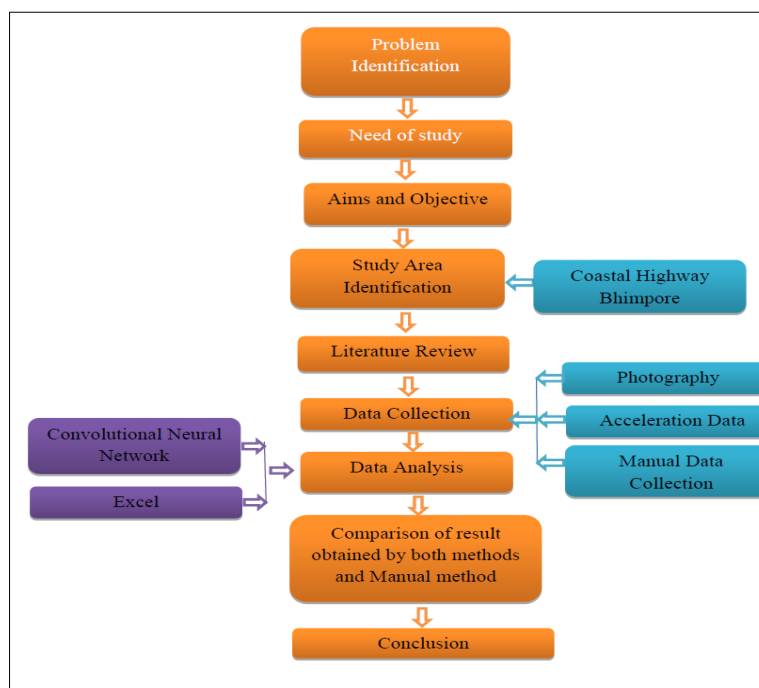 Problem
Identification
Need of study
Aims and Objective
Study Area
Identification
Coastal Highway
Bhimpore
Literature Review
Photography
Data Collection
Acceleration Data
Convolutional Neural
Network
Data Analysis
Manual Data
Collection
Excel
Comparison of result
obtained by both methods
and Manual method
Conclusion